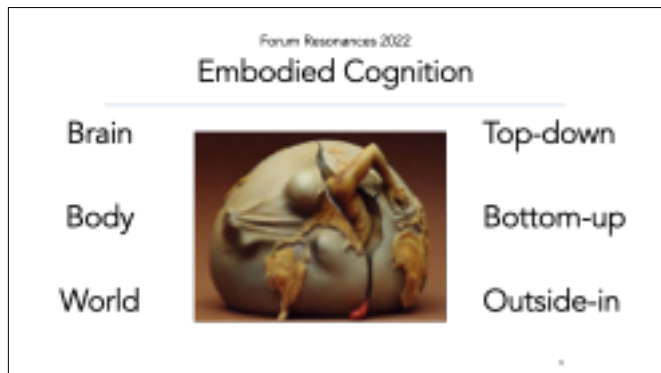 Forum Resonances 2022
Embodied Cognition
Brain
Top-down
Body
Bottom-up
World
Outside-in